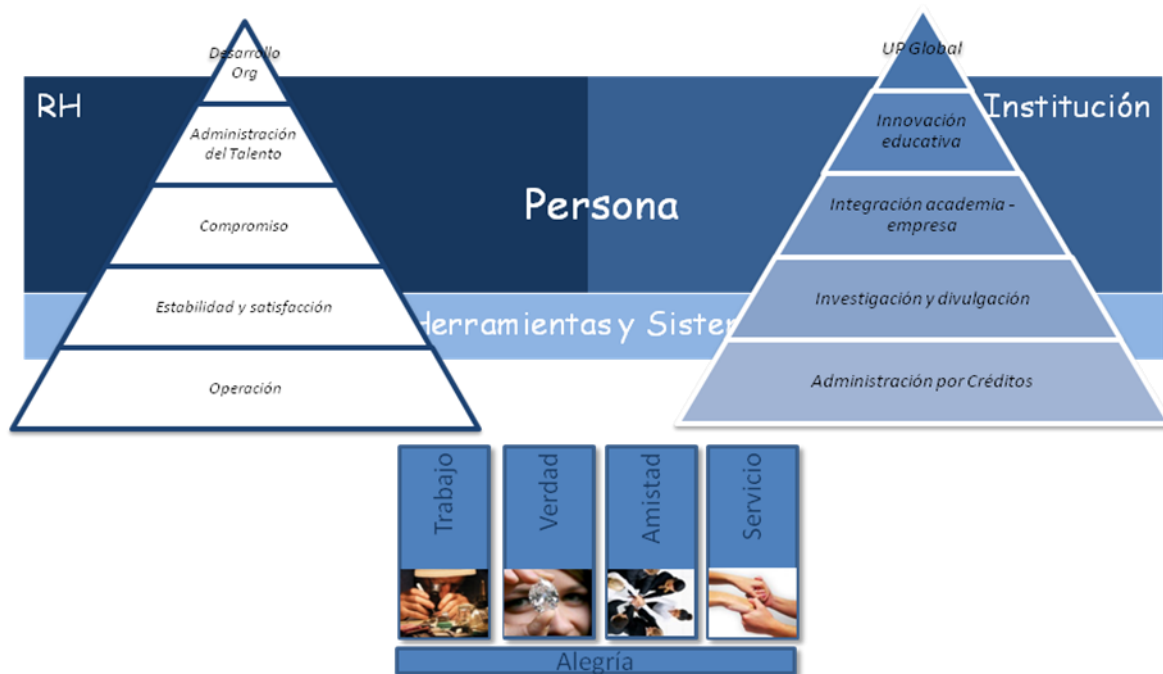 RH
Desarrollo
Org
Administración
del Talento
Compromiso
Estabilidad y satisfacción
Operación
Persona
Herramientas y Sistem
Institución
UP Global
Innovación
educativa
Integración academia -
empresa
Investigación y divulgación
Administración por Créditos
Trabajo
Verdad
Amistad
Servicio
Alegría